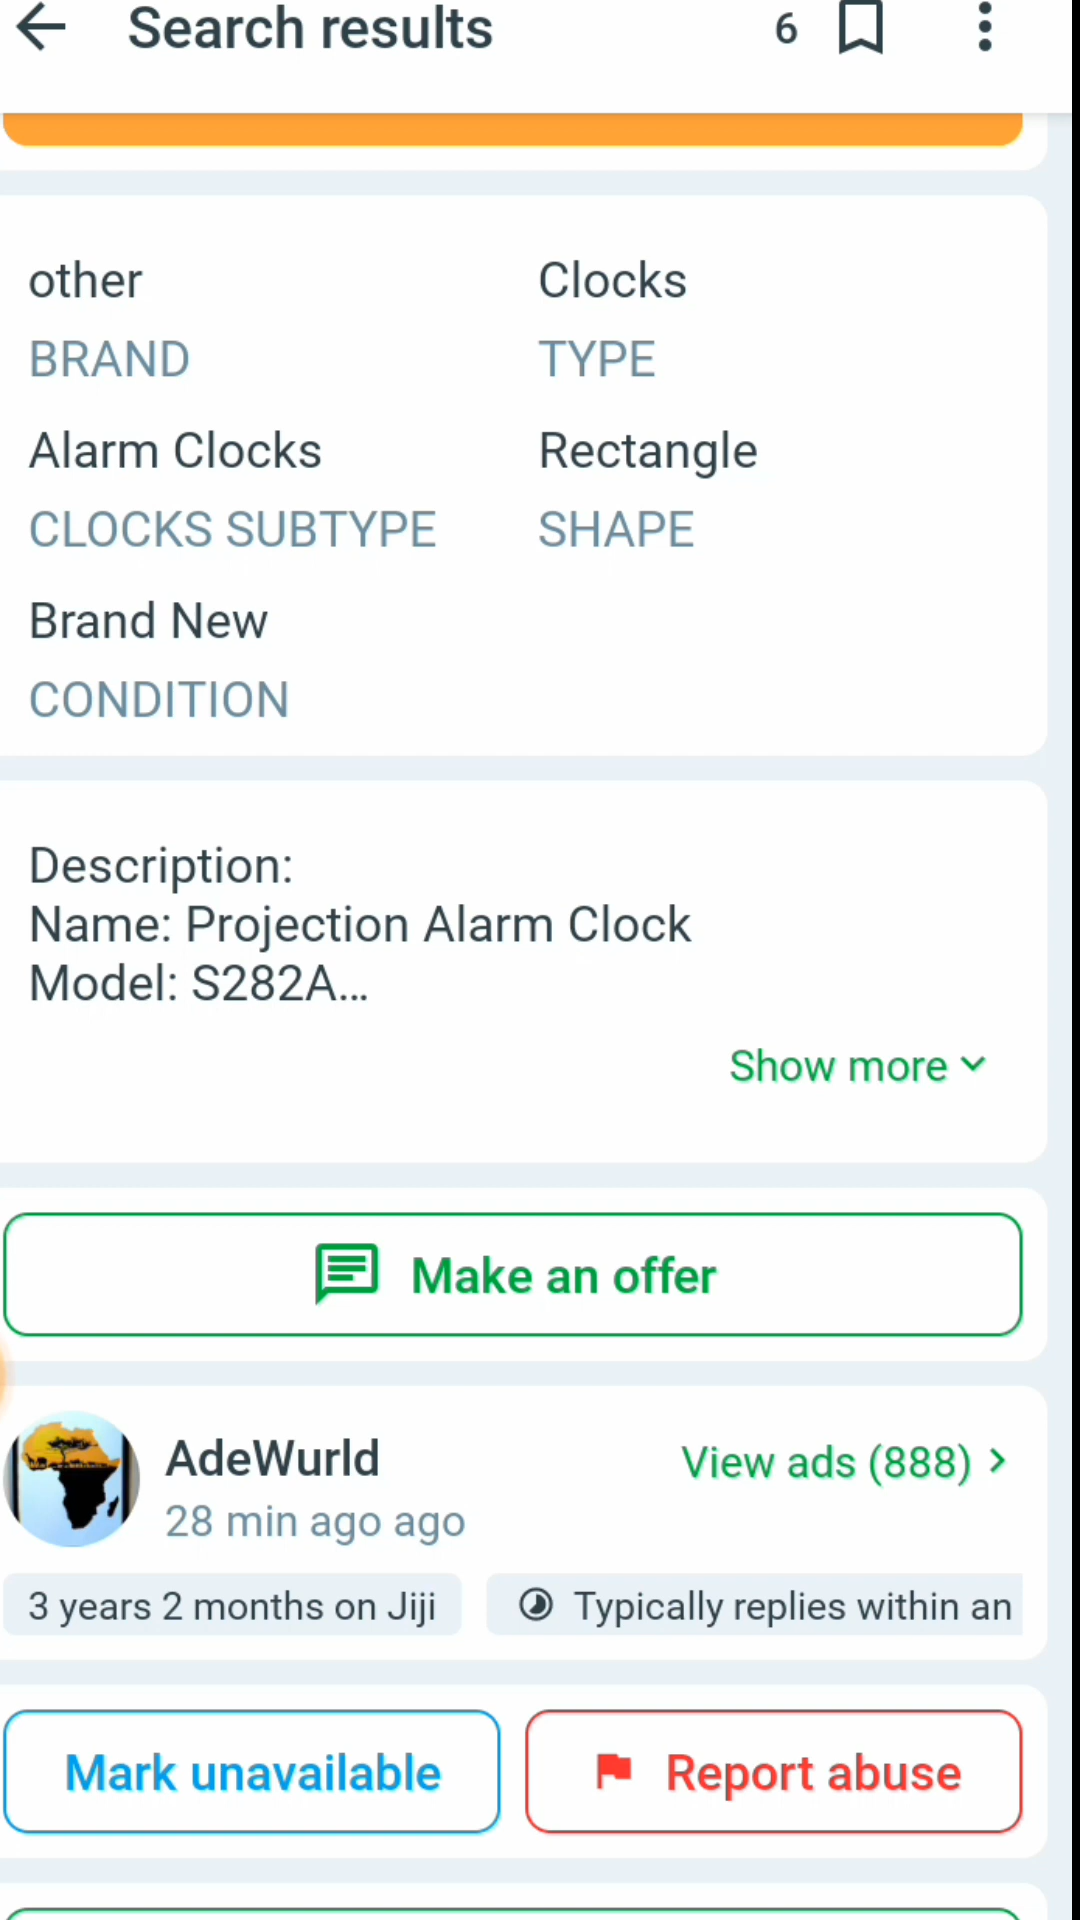 Search results 6
other Clocks
BRAND TYPE
Alarm Clocks Rectangle
CLOCKS SUBTYPE SHAPE
Brand New
CONDITION
Description:
Name: Projection Alarm Clock
Model: S282A...
Show more
Make an offer
AdeWurld View ads (888)
28 min ago ago
3 years 2 months on Jiji Typically replies within an
Mark unavailable Report abuse